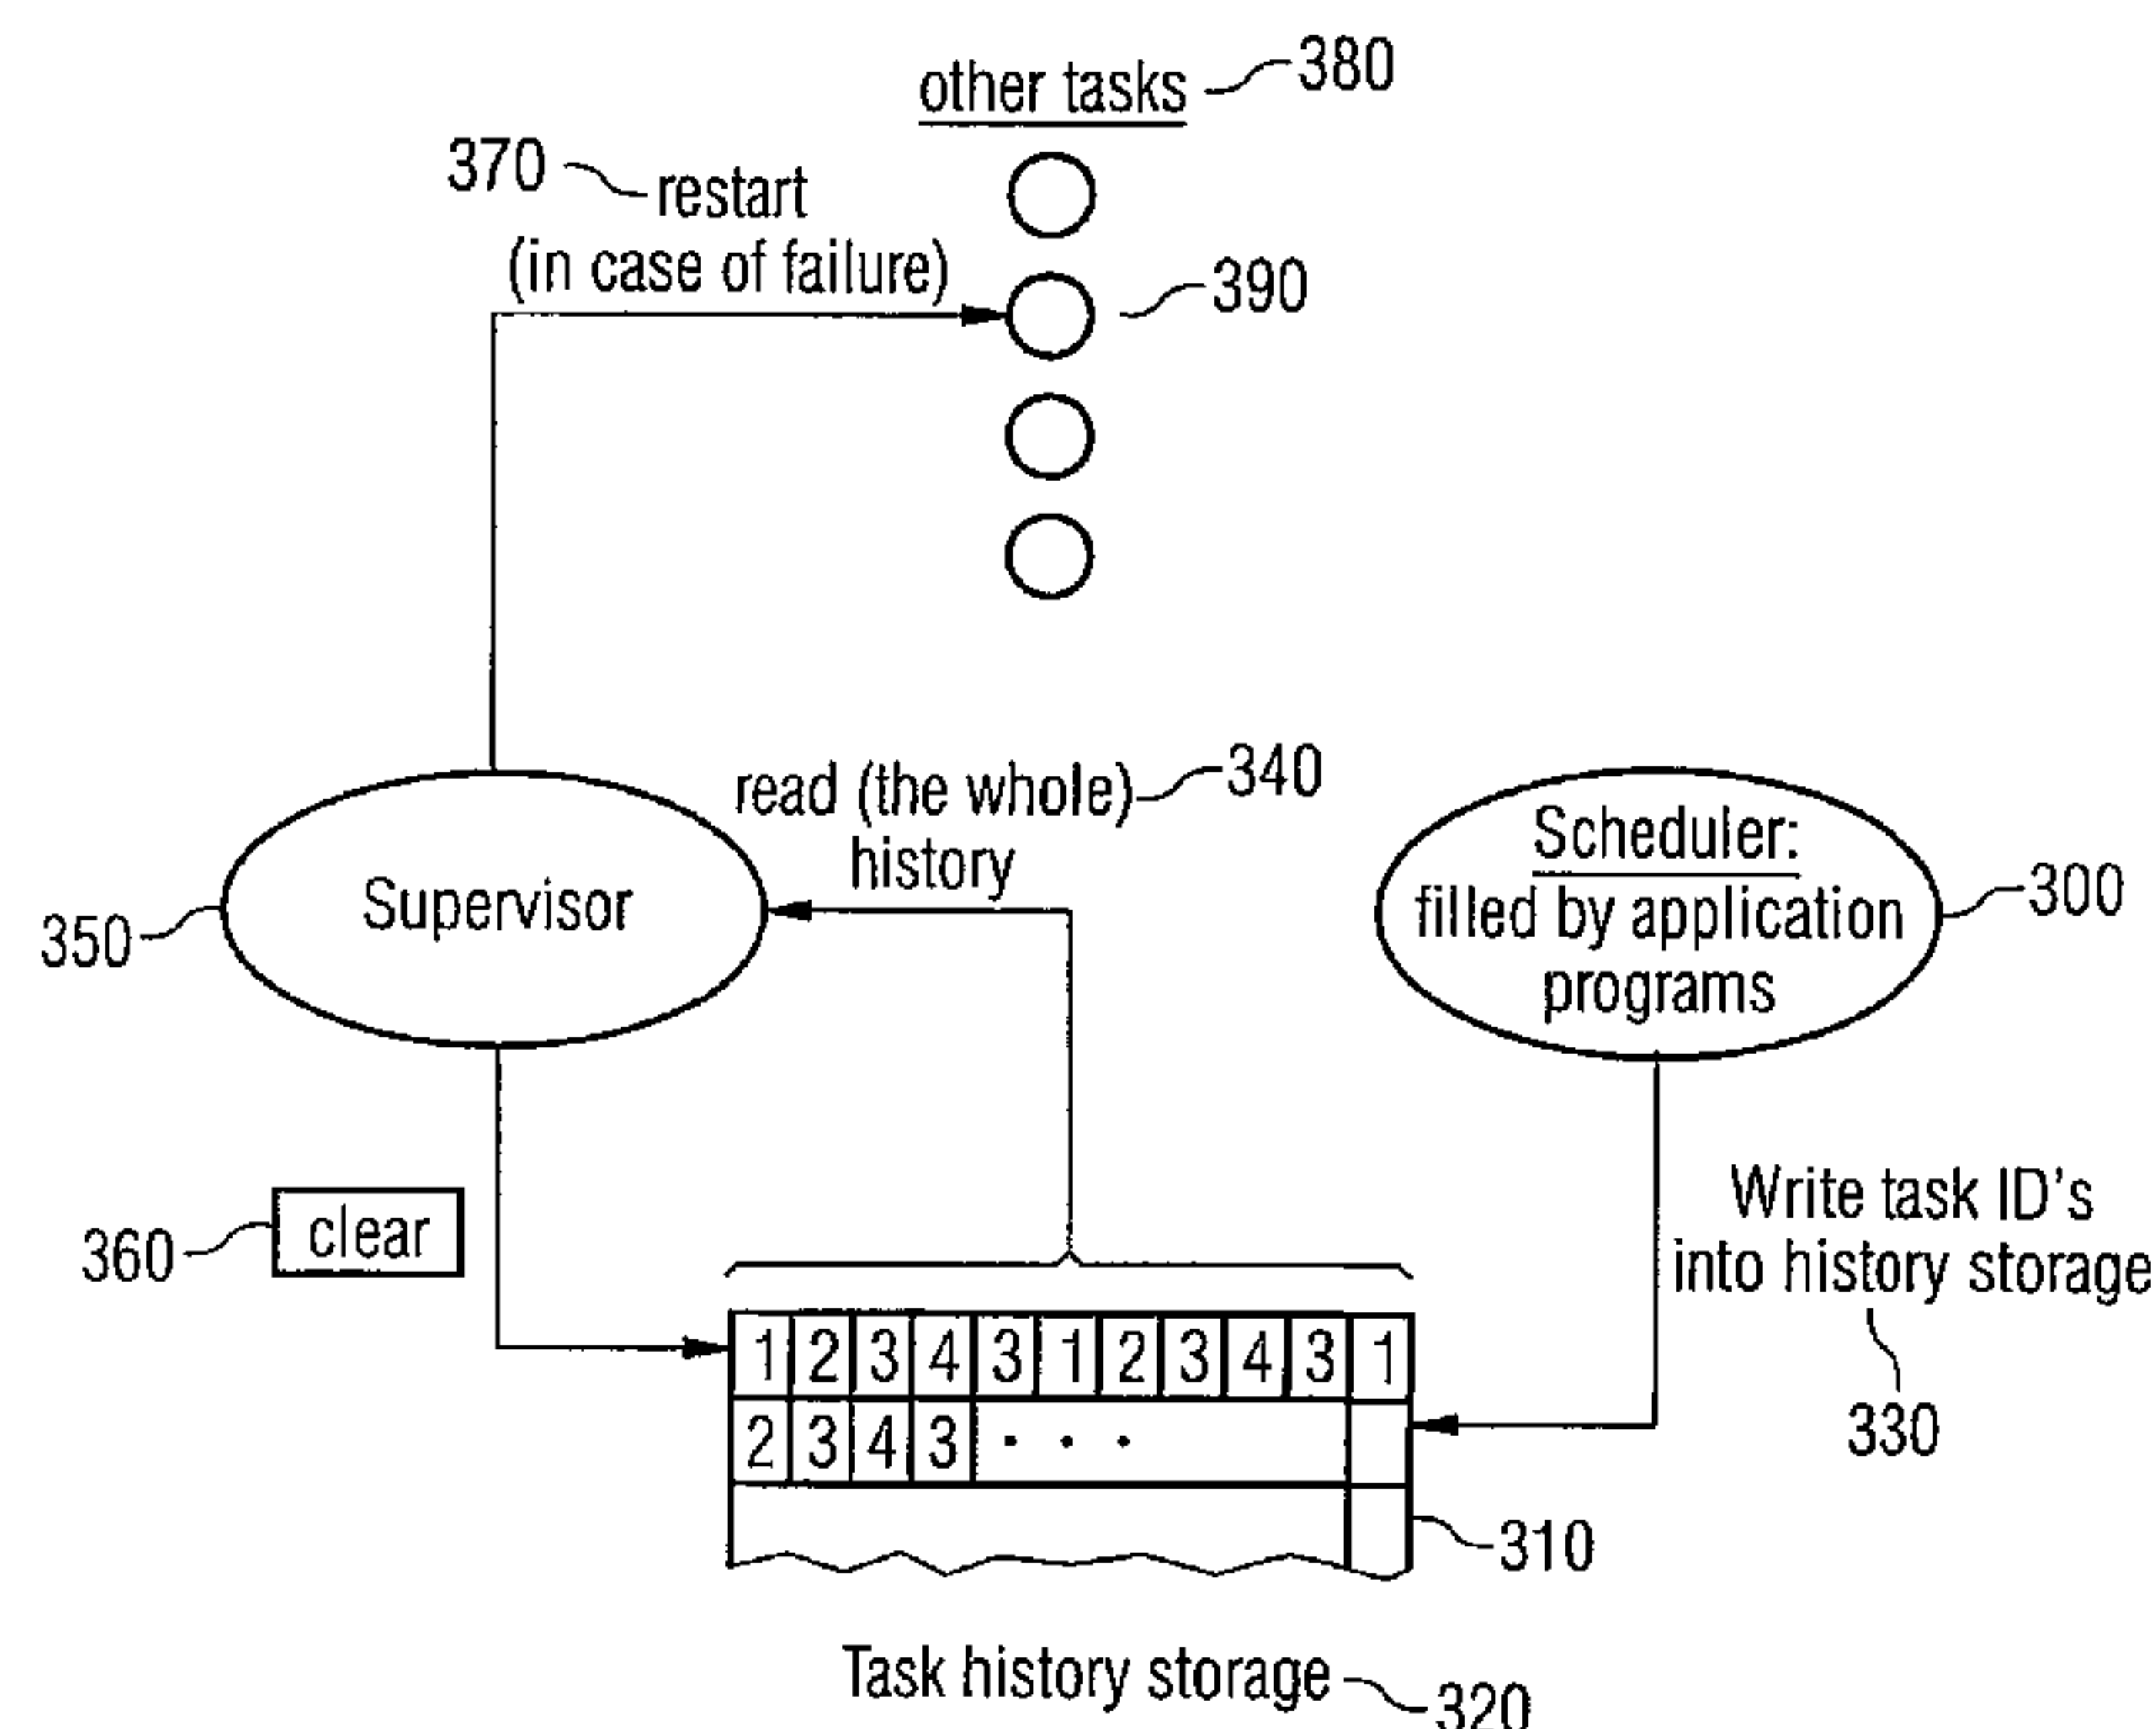 other tasks 380
370 restart
(in case of failure)
390
read (the whole) 340
history
Supervisor
350
Scheduler:
filled by application
programs
300
clear
360
Write task ID's
into history storage
330
1 2 3 4 3 1 2 3 4 3 1
2 3 4 3 . . .
310
Task history storage 320